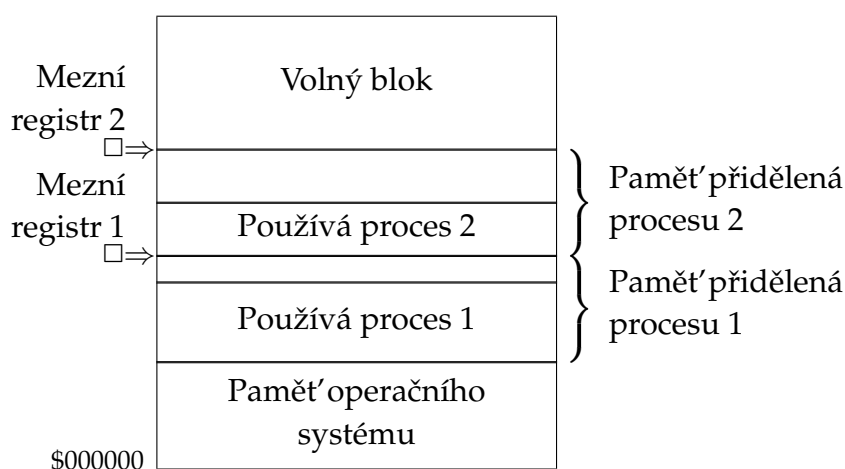 Volný blok
Mezní
registr 2
Mezní
registr 1
Používá proces 2
Paměť přidělená
procesu 2
Používá proces 1
Paměť přidělená
procesu 1
Paměť operačního
systému
$000000